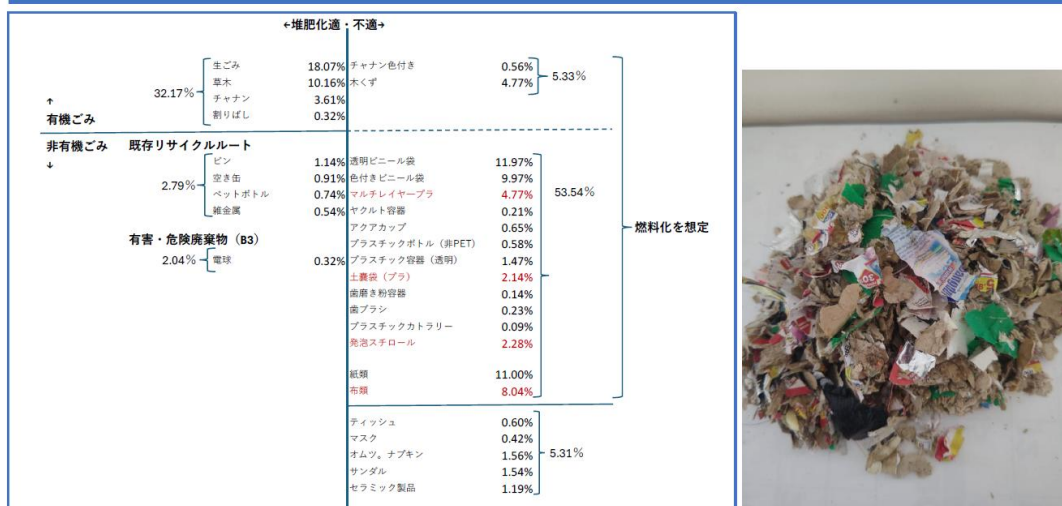 ←堆肥化適・不適→
生ごみ 18.07% チャナン色付き 0.56%
草木 10.16% 木くず 4.77%
チャナン 3.61%
割りばし 0.32%
32.17%
5.33%
↑
有機ごみ
非有機ごみ 既存リサイクルルート
↓
ビン 1.14% 透明ビニール袋 11.97%
空き缶 0.91% 色付きビニール袋 9.97%
ペットボトル 0.74% マルチレイヤープラ 4.77%
雑金属 0.54% ヤクルト容器 0.21%
2.79%
53.54%
アクアカップ 0.65%
燃料化を想定
有害・危険廃棄物（B3） プラスチックボトル（非PET） 0.58%
2.04% 電球 0.32% プラスチック容器（透明） 1.47%
土嚢袋（プラ） 2.14%
歯磨き粉容器 0.14%
歯ブラシ 0.23%
プラスチックカトラリー 0.09%
発泡スチロール 2.28%
紙類 11.00%
布類 8.04%
ティッシュ 0.60%
マスク 0.42%
オムツ。ナプキン 1.56%
サンダル 1.54%
セラミック製品 1.19%
5.31%